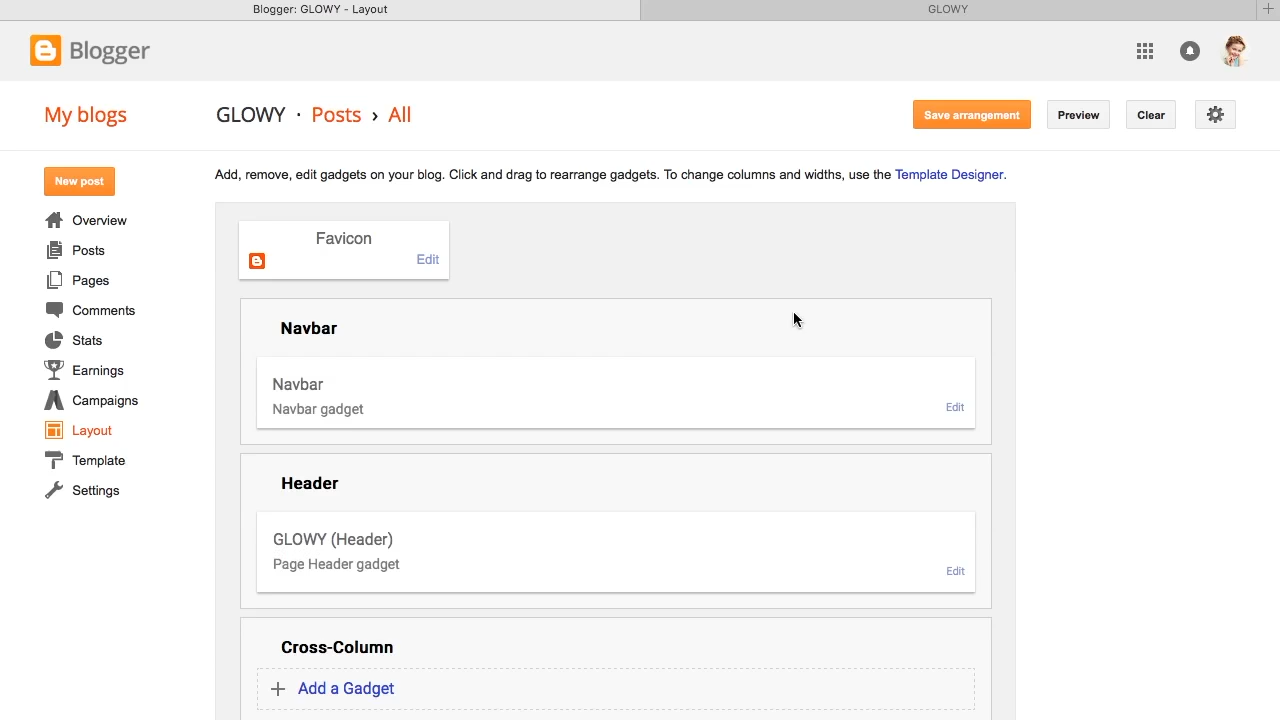 Blogger: GLOWY - Layout
GLOWY
Blogger
My blogs
GLOWY · Posts › All
Save arrangement
Preview
Clear
New post
Add, remove, edit gadgets on your blog. Click and drag to rearrange gadgets. To change columns and widths, use the Template Designer.
Overview
Posts
Pages
Comments
Stats
Earnings
Campaigns
Layout
Template
Settings
Favicon
Edit
Navbar
Navbar
Navbar gadget
Edit
Header
GLOWY (Header)
Page Header gadget
Edit
Cross-Column
Add a Gadget